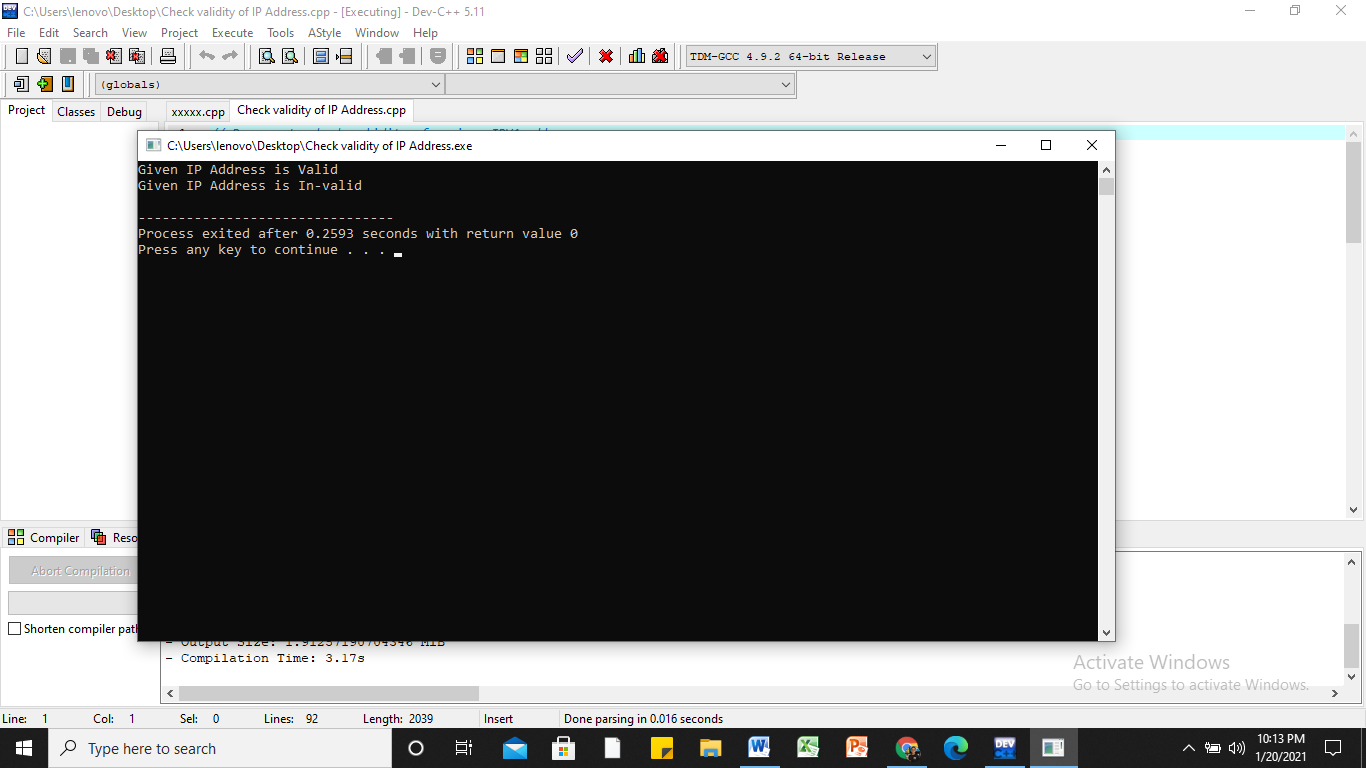 C:\Users\lenovo\Desktop\Check validity of IP Address.cpp - [Executing] - Dev-C++ 5.11
File Edit Search View Project Execute Tools AStyle Window Help
TDM-GCC 4.9.2 64-bit Release
(globals)
Project Classes Debug xxxxx.cpp Check validity of IP Address.cpp
C:\Users\lenovo\Desktop\Check validity of IP Address.exe
Given IP Address is Valid
Given IP Address is In-valid
--------------------------------
Process exited after 0.2593 seconds with return value 0
Press any key to continue . . .
Compiler Reso
Abort Compilation
Shorten compiler path
- Output Size: 1.91257190704346 MiB
- Compilation Time: 3.17s
Activate Windows
Go to Settings to activate Windows.
Line: 1 Col: 1 Sel: 0 Lines: 92 Length: 2039 Insert Done parsing in 0.016 seconds
Type here to search
10:13 PM
1/20/2021